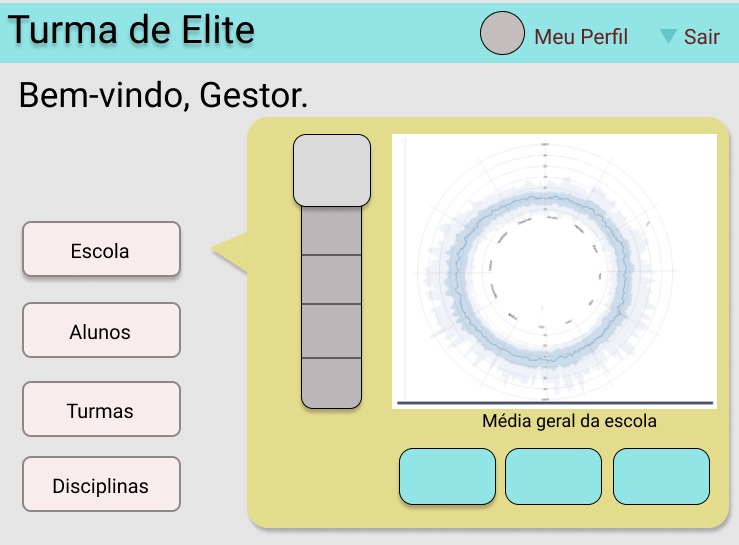 Turma de Elite
Meu Perfil
Sair
Bem-vindo, Gestor.
Escola
Alunos
Turmas
Disciplinas
Média geral da escola